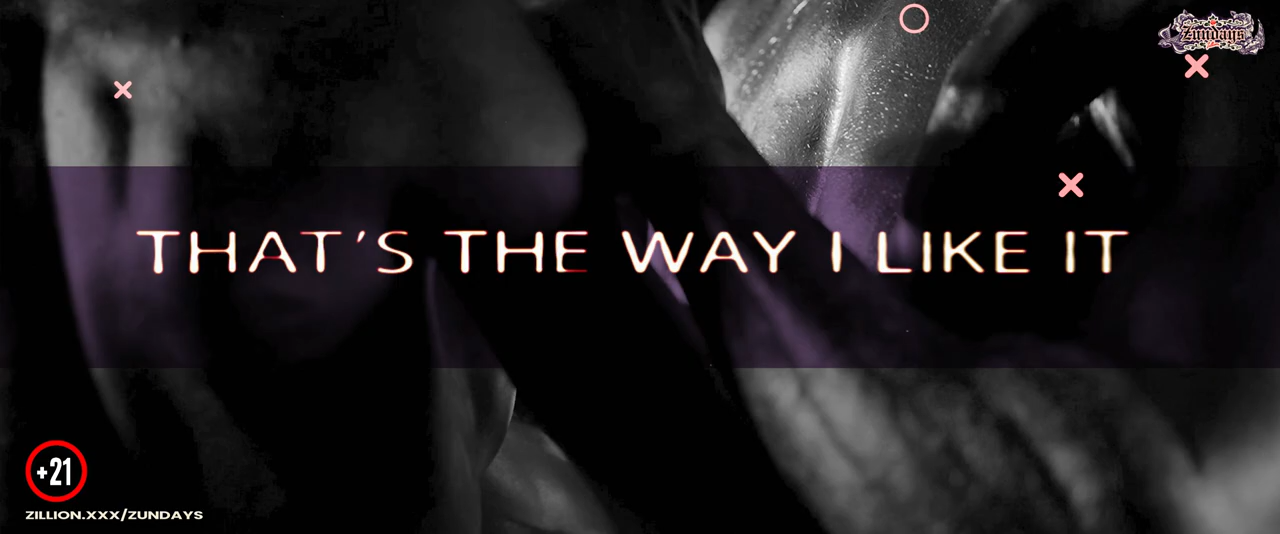 Zundays
THAT'S THE WAY I LIKE IT
+21
ZILLION.XXX/ZUNDAYS